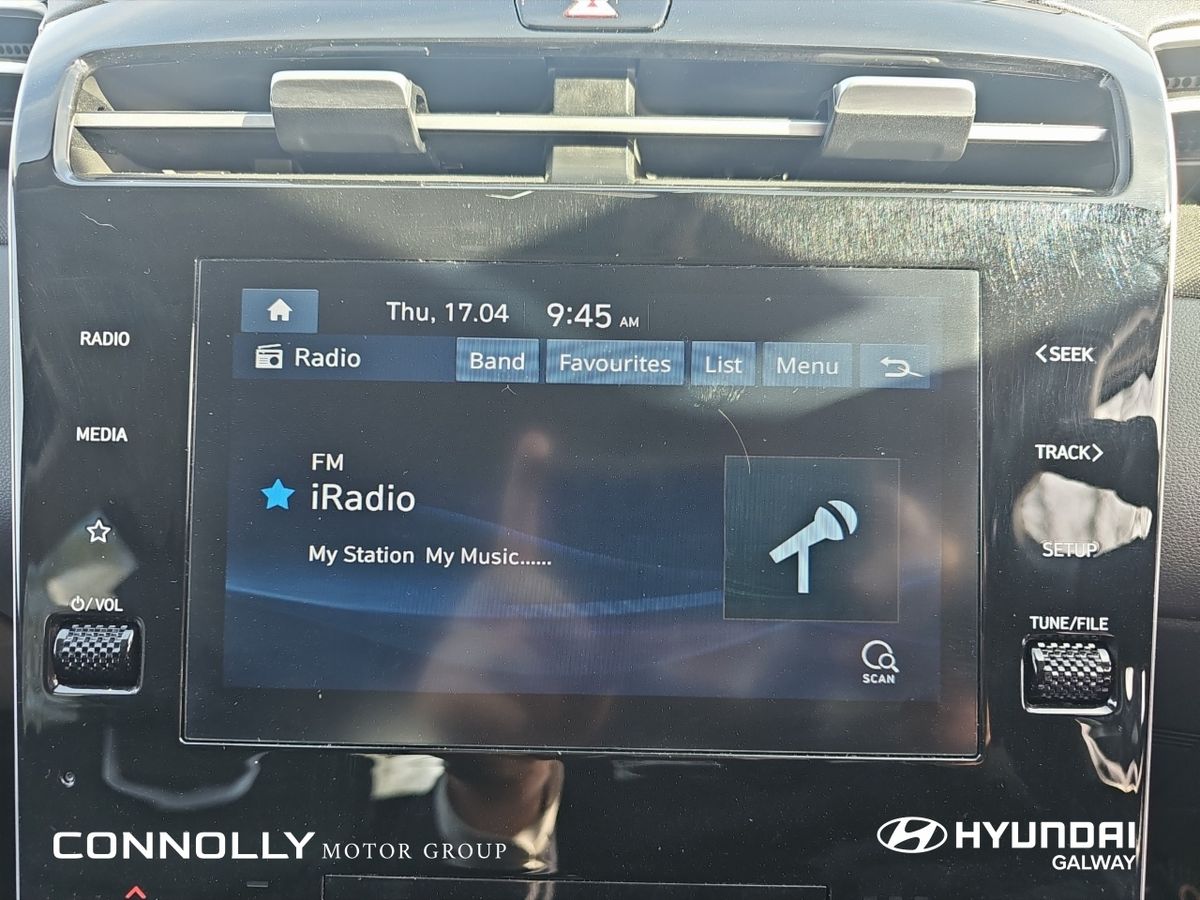 Thu, 17.04 9:45 AM
Radio Band Favourites List Menu
FM
iRadio
My Station My Music......
SCAN
RADIO
MEDIA
/VOL
<SEEK
TRACK>
SETUP
TUNE/FILE
CONNOLLY MOTOR GROUP
HYUNDAI
GALWAY